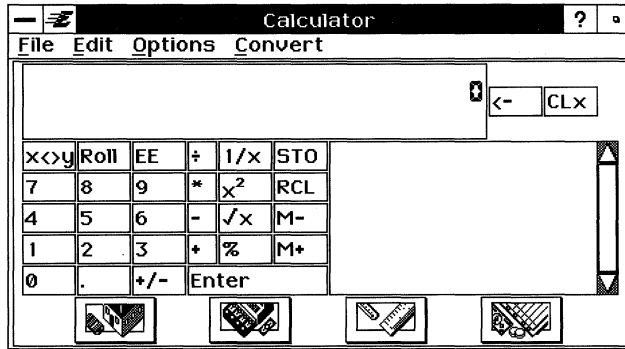 Calculator ?
File Edit Options Convert
0
<- CLx
x<>y Roll EE ÷ 1/x STO
7 8 9 * x² RCL
4 5 6 - √x M-
1 2 3 + % M+
0 . +/- Enter